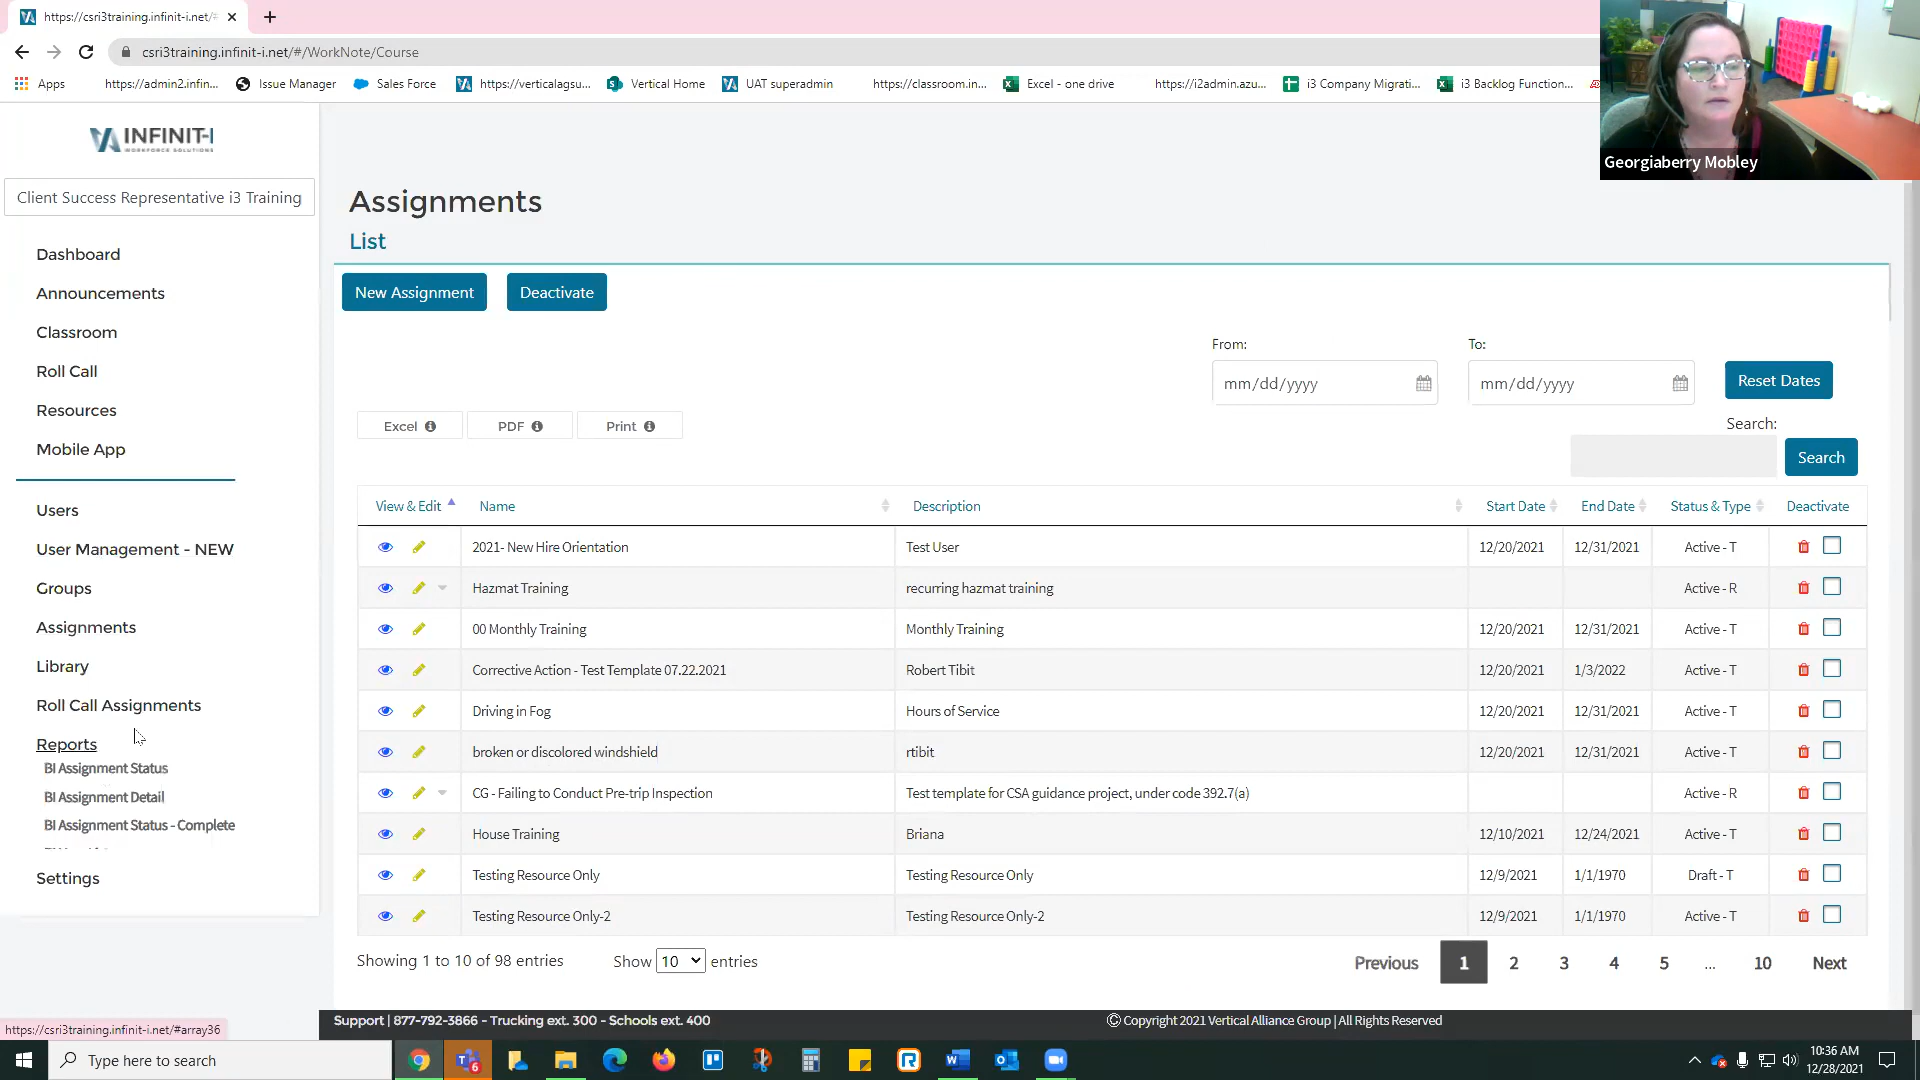 https://csri3training.infinit-i.net/#
csri3training.infinit-i.net/#/WorkNote/Course
Apps
https://admin2.infin...
Issue Manager
Sales Force
https://verticalagsu...
Vertical Home
UAT superadmin
https://classroom.in...
Excel - one drive
https://i2admin.azu...
i3 Company Migrati...
i3 Backlog Function...
Georgiaberry Mobley
INFINIT-I
WORKFORCE SOLUTIONS
Client Success Representative i3 Training
Dashboard
Announcements
Classroom
Roll Call
Resources
Mobile App
Users
User Management - NEW
Groups
Assignments
Library
Roll Call Assignments
Reports
BI Assignment Status
BI Assignment Detail
BI Assignment Status - Complete
Settings
Assignments
List
New Assignment
Deactivate
From:
To:
mm/dd/yyyy
mm/dd/yyyy
Reset Dates
Excel
PDF
Print
Search:
Search
View & Edit Name Description Start Date End Date Status & Type Deactivate
2021- New Hire Orientation Test User 12/20/2021 12/31/2021 Active - T
Hazmat Training recurring hazmat training Active - R
00 Monthly Training Monthly Training 12/20/2021 12/31/2021 Active - T
Corrective Action - Test Template 07.22.2021 Robert Tibit 12/20/2021 1/3/2022 Active - T
Driving in Fog Hours of Service 12/20/2021 12/31/2021 Active - T
broken or discolored windshield rtibit 12/20/2021 12/31/2021 Active - T
CG - Failing to Conduct Pre-trip Inspection Test template for CSA guidance project, under code 392.7(a) Active - R
House Training Briana 12/10/2021 12/24/2021 Active - T
Testing Resource Only Testing Resource Only 12/9/2021 1/1/1970 Draft - T
Testing Resource Only-2 Testing Resource Only-2 12/9/2021 1/1/1970 Active - T
Showing 1 to 10 of 98 entries
Show 10 entries
Previous 1 2 3 4 5 ... 10 Next
https://csri3training.infinit-i.net/#array36
Support | 877-792-3866 - Trucking ext. 300 - Schools ext. 400
© Copyright 2021 Vertical Alliance Group | All Rights Reserved
Type here to search
6
10:36 AM
12/28/2021